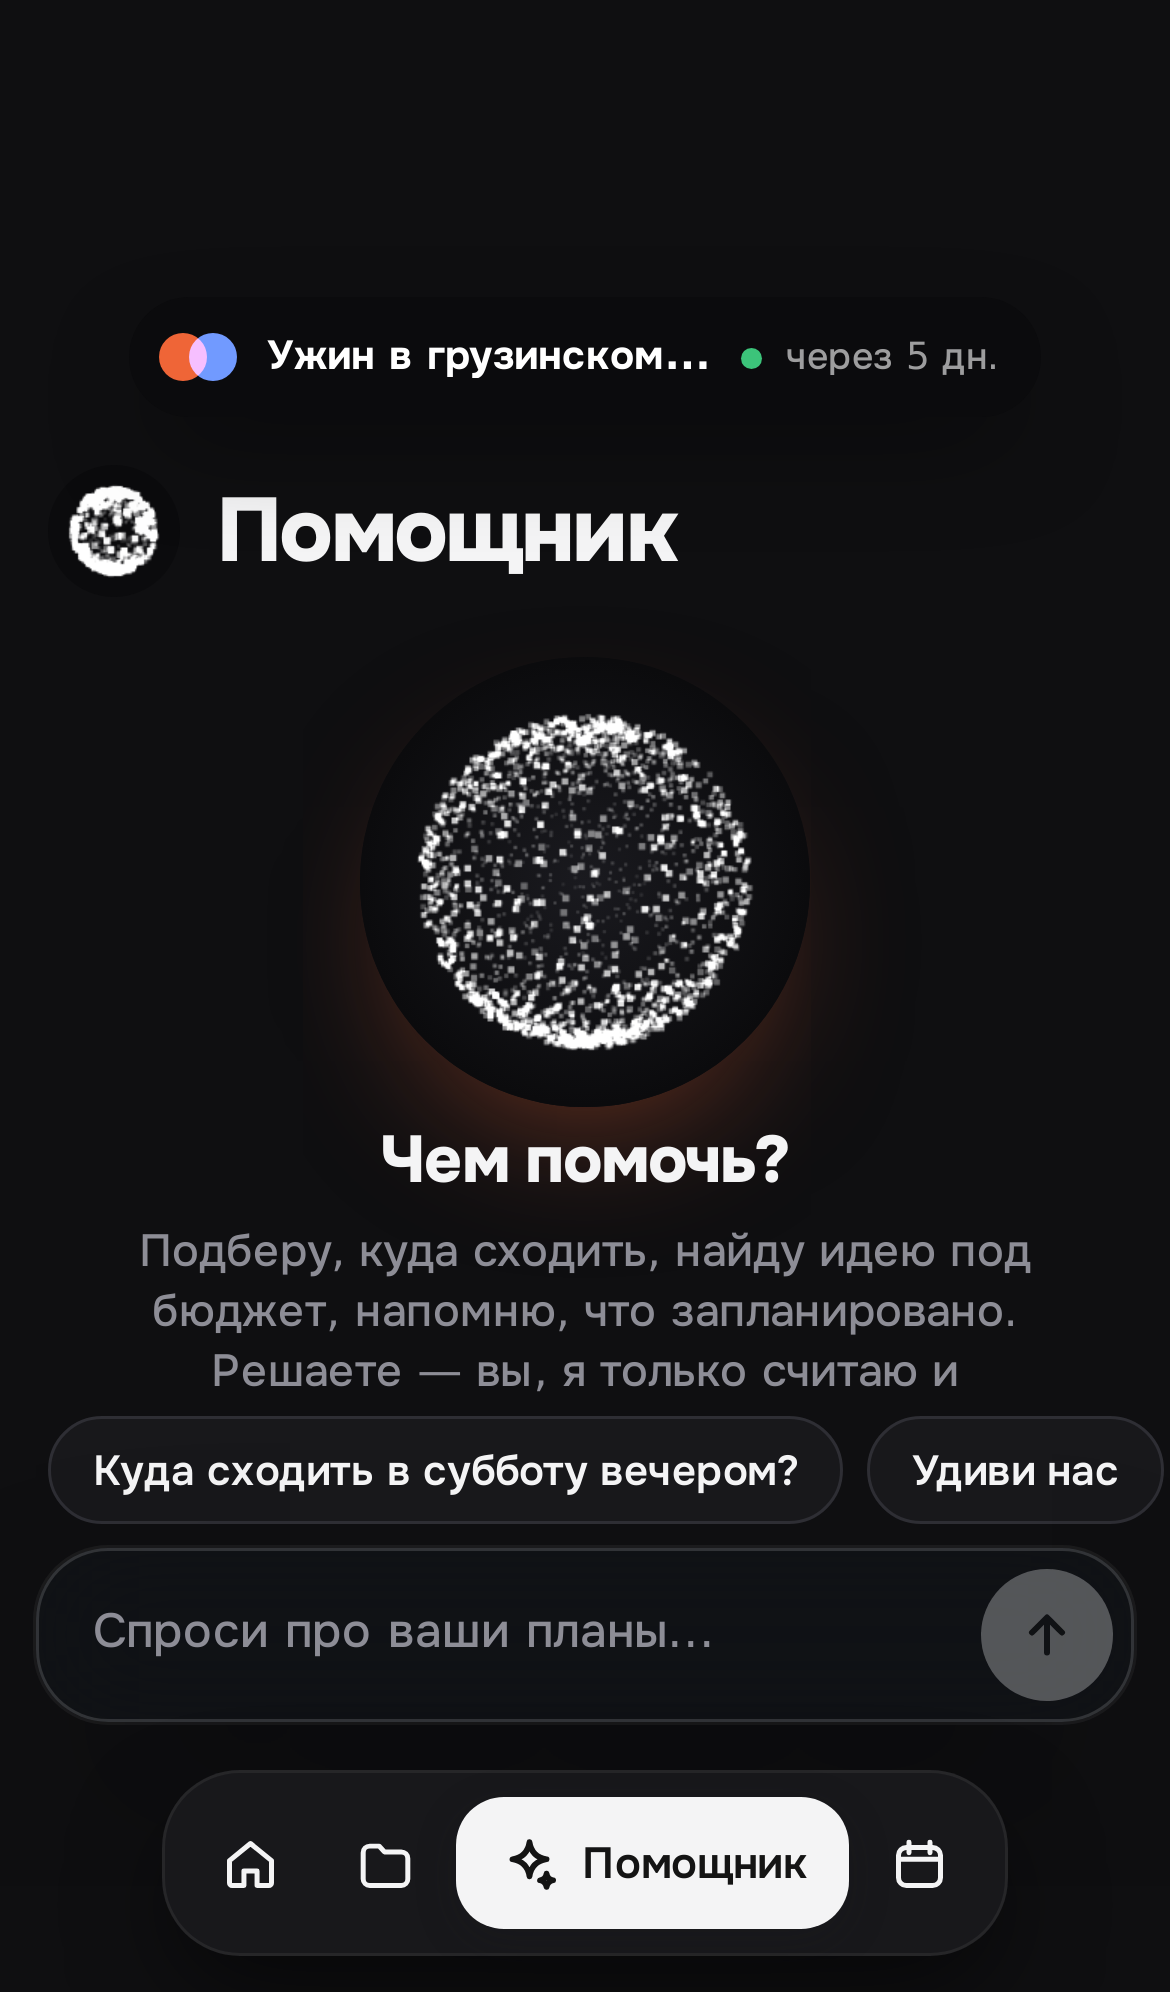 Ужин в грузинском... через 5 дн.
Помощник
Чем помочь?
Подберу, куда сходить, найду идею под
бюджет, напомню, что запланировано.
Решаете — вы, я только считаю и
Куда сходить в субботу вечером? Удиви нас
Спроси про ваши планы...
Помощник